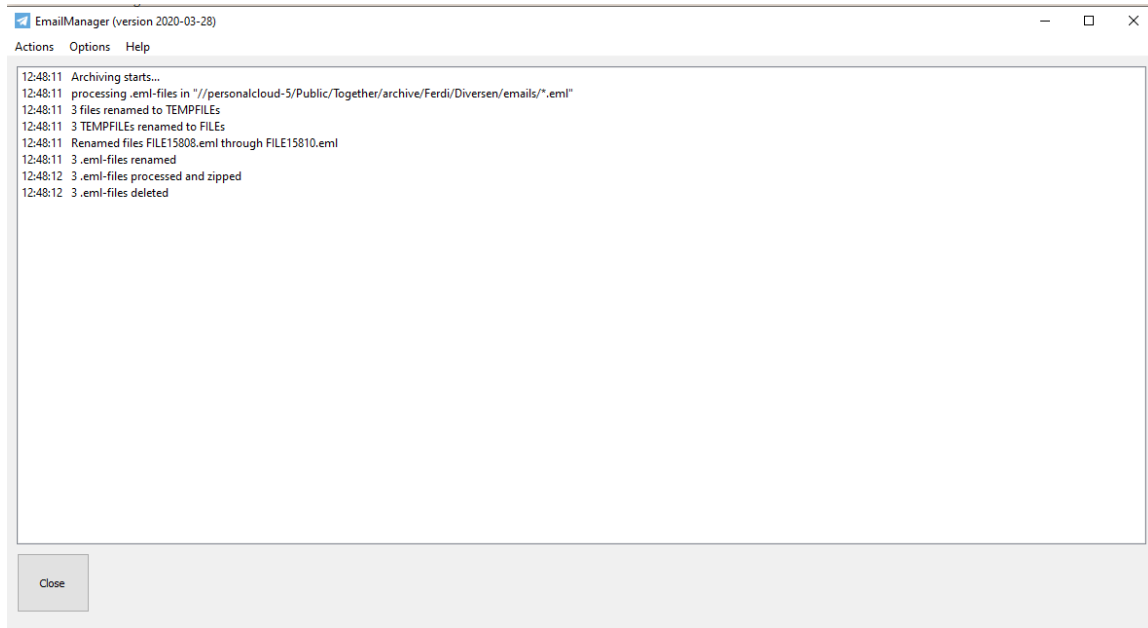 EmailManager (version 2020-03-28)
Actions Options Help
12:48:11 Archiving starts...
12:48:11 processing .eml-files in "//personalcloud-5/Public/Together/archive/Ferdi/Diversen/emails/*.eml"
12:48:11 3 files renamed to TEMPFILEs
12:48:11 3 TEMPFILEs renamed to FILEs
12:48:11 Renamed files FILE15808.eml through FILE15810.eml
12:48:11 3 .eml-files renamed
12:48:12 3 .eml-files processed and zipped
12:48:12 3 .eml-files deleted
Close